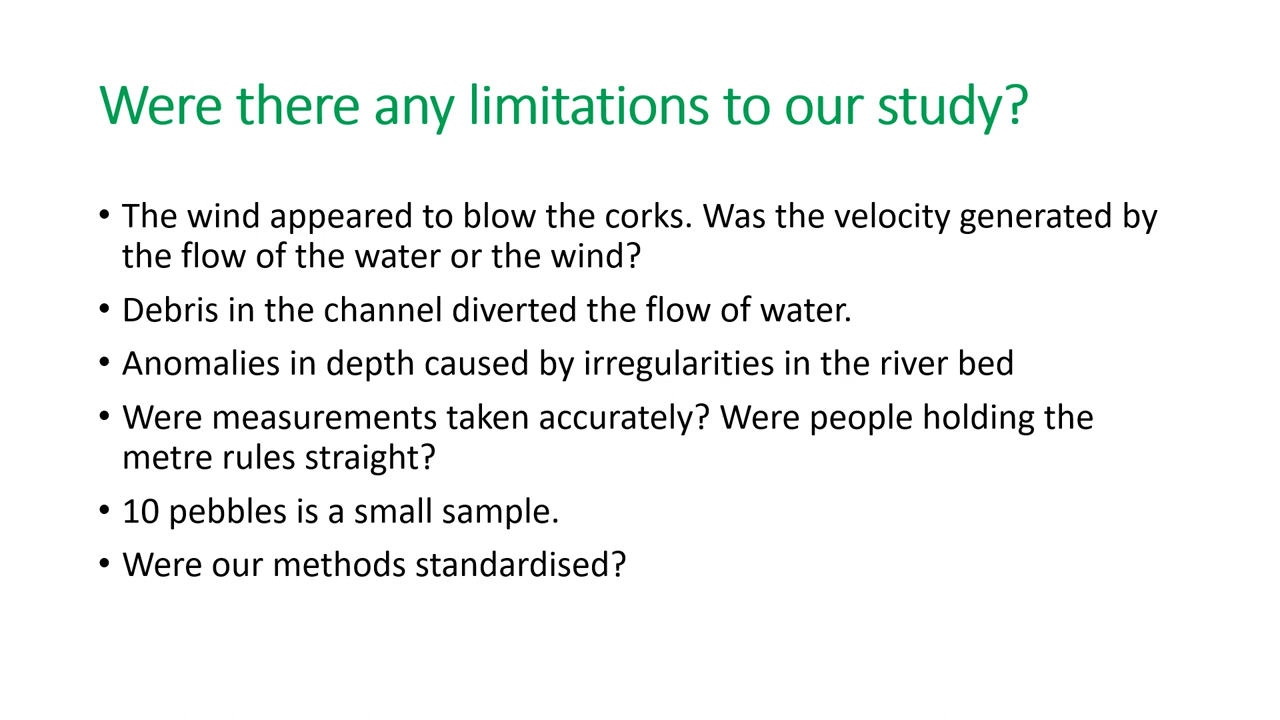 Were there any limitations to our study?
• The wind appeared to blow the corks. Was the velocity generated by
the flow of the water or the wind?
• Debris in the channel diverted the flow of water.
• Anomalies in depth caused by irregularities in the river bed
• Were measurements taken accurately? Were people holding the
metre rules straight?
• 10 pebbles is a small sample.
• Were our methods standardised?